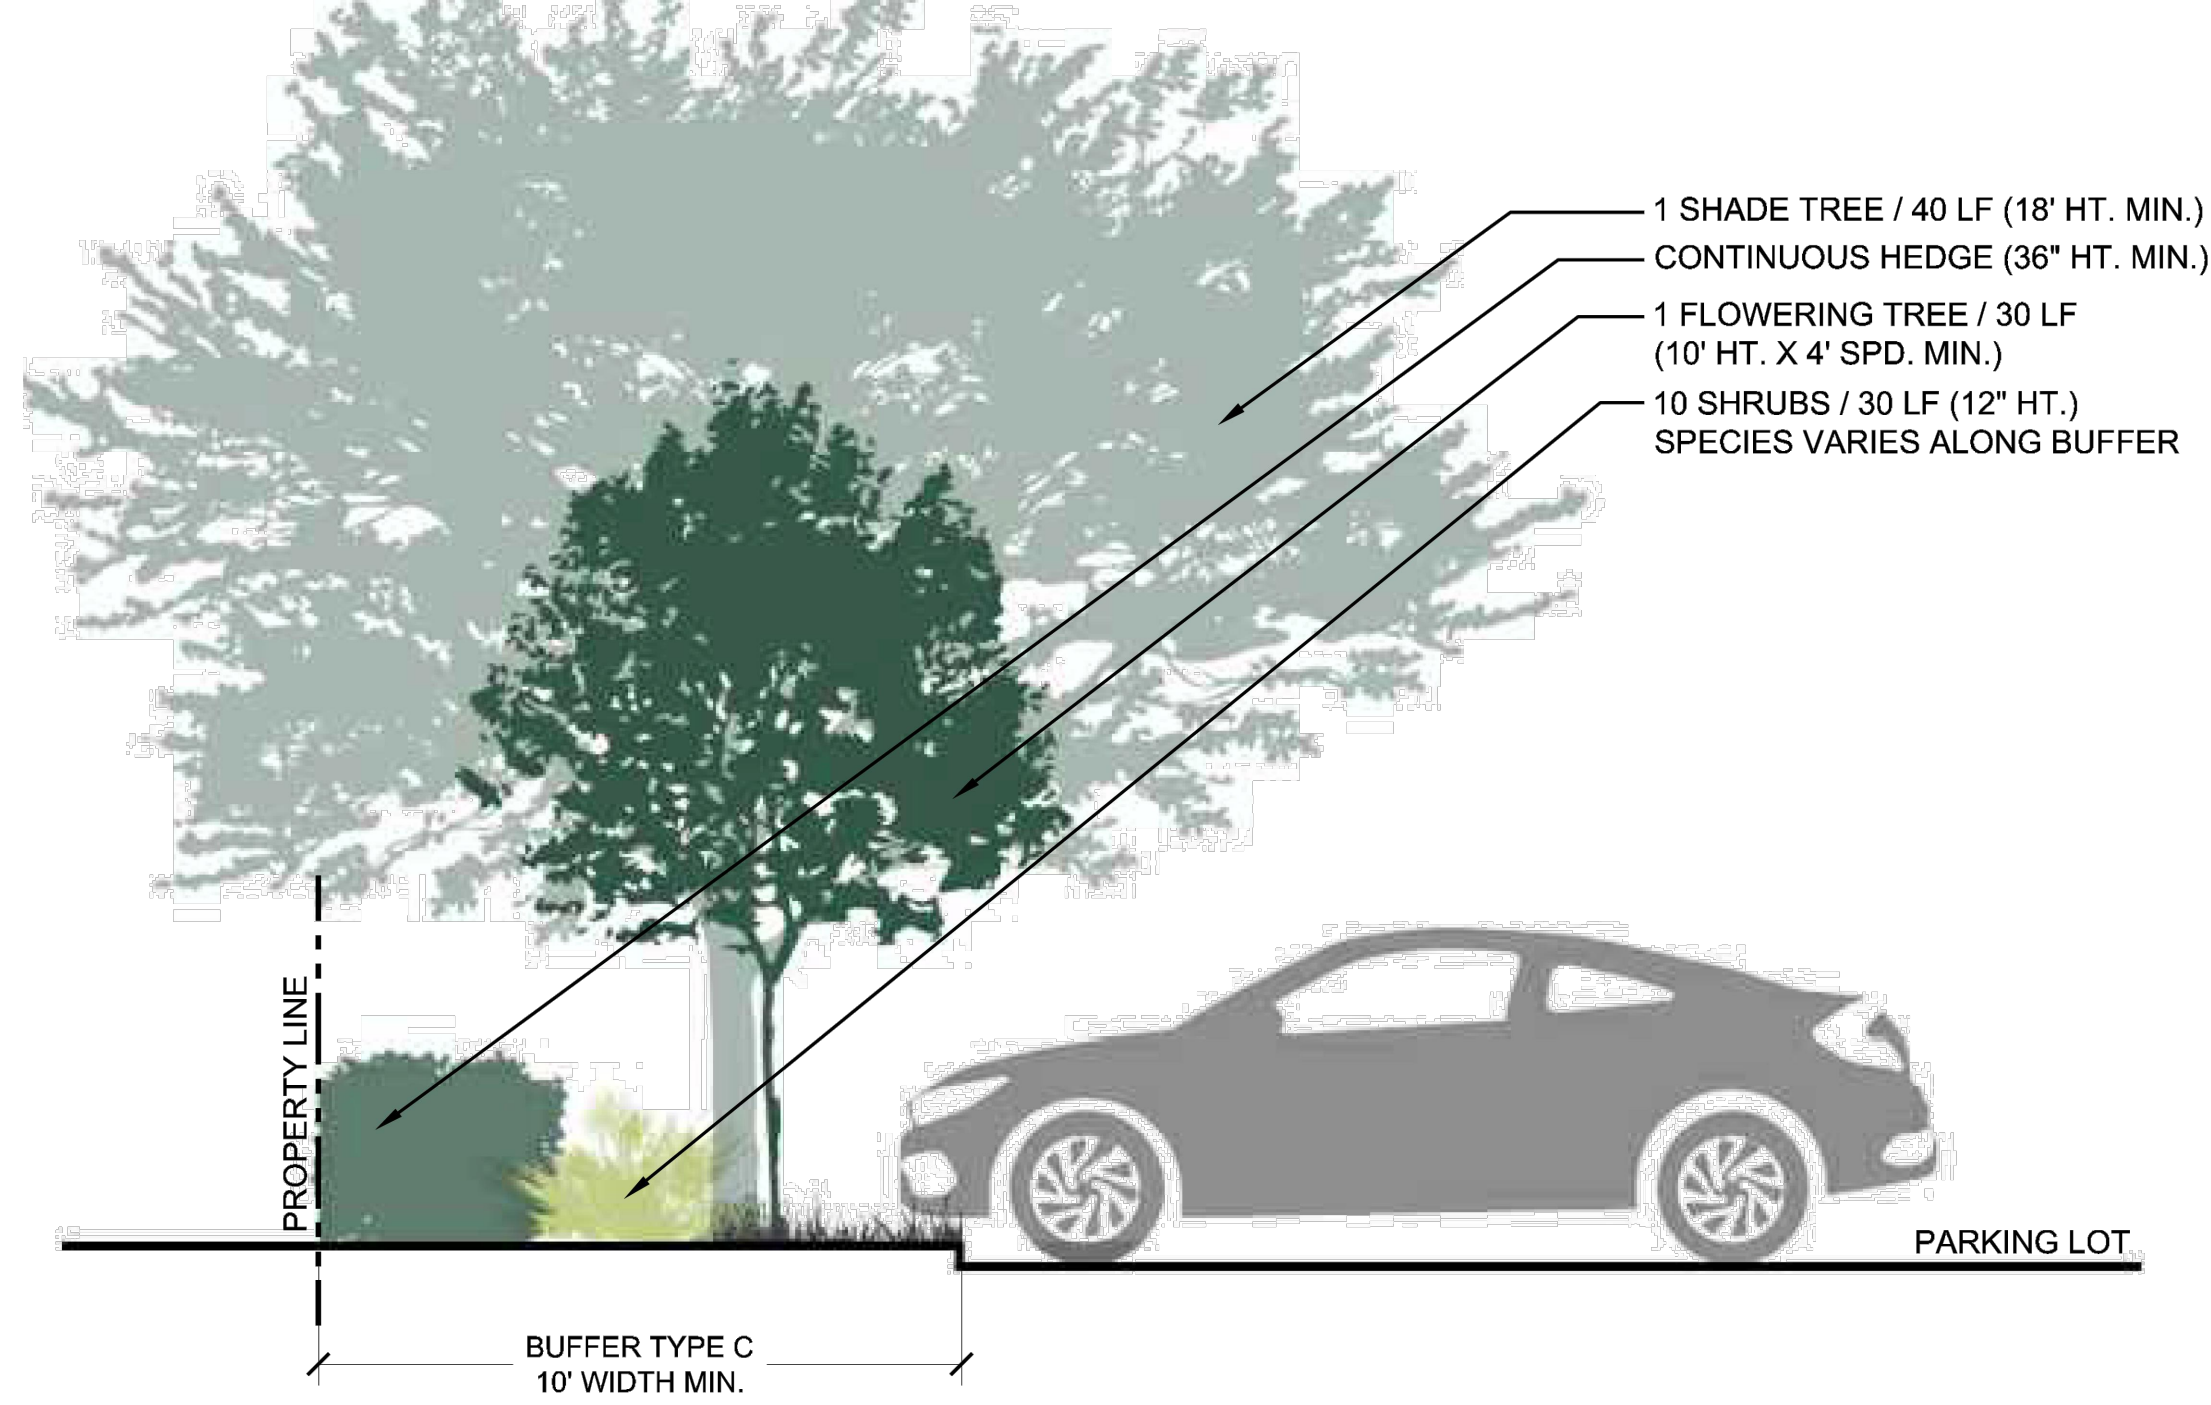 1 SHADE TREE / 40 LF (18' HT. MIN.)
CONTINUOUS HEDGE (36" HT. MIN.)
1 FLOWERING TREE / 30 LF
(10' HT. X 4' SPD. MIN.)
10 SHRUBS / 30 LF (12" HT.)
SPECIES VARIES ALONG BUFFER
PROPERTY LINE
PARKING LOT
BUFFER TYPE C
10' WIDTH MIN.